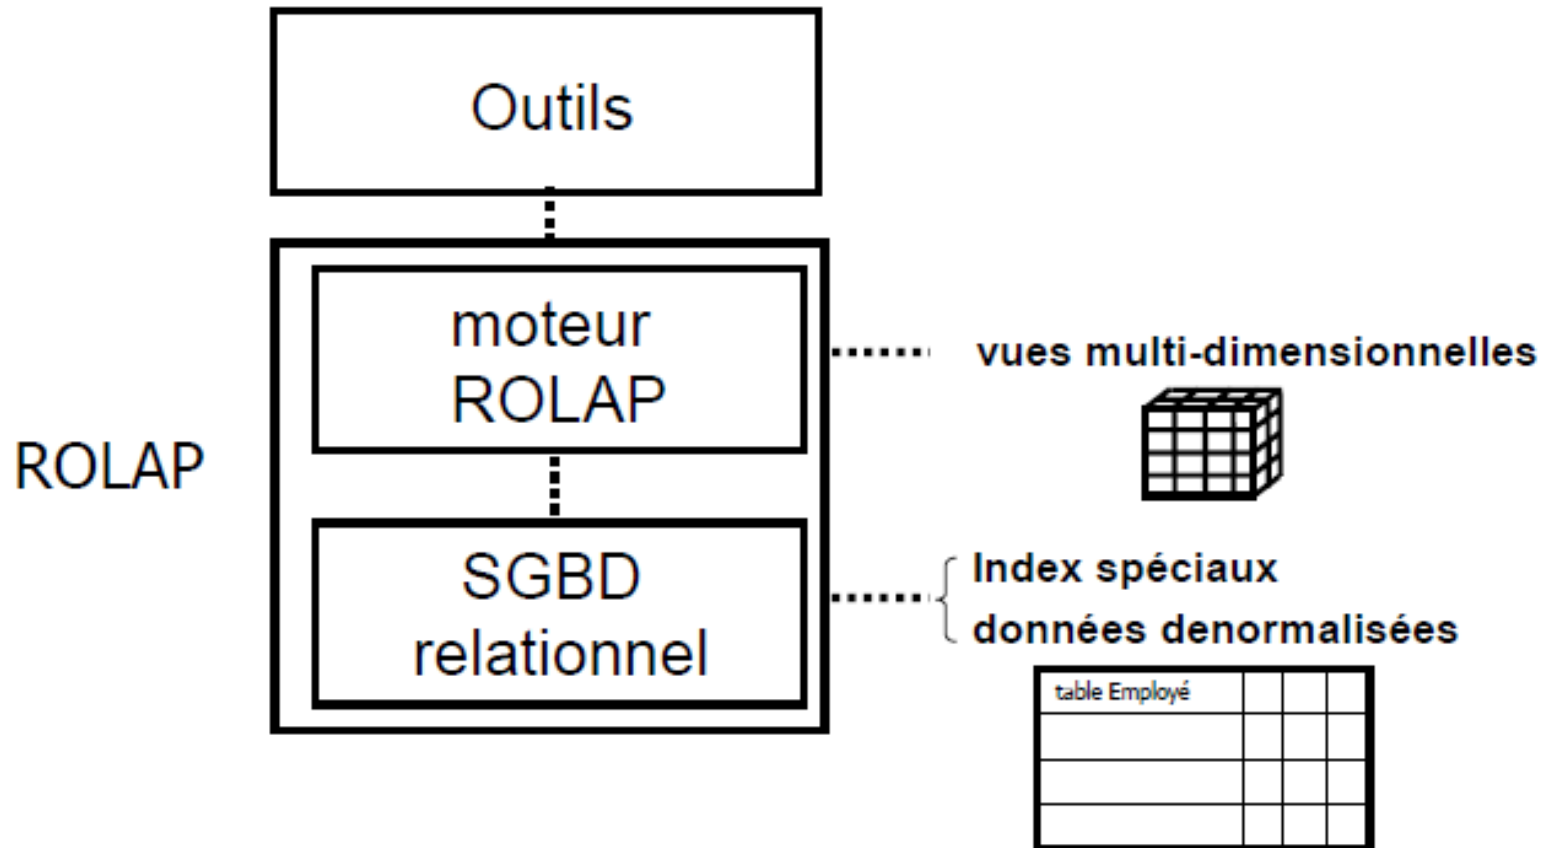 Outils
moteur
ROLAP
vues multi-dimensionnelles
ROLAP
SGBD
relationnel
Index spéciaux
données denormalisées
table Employé